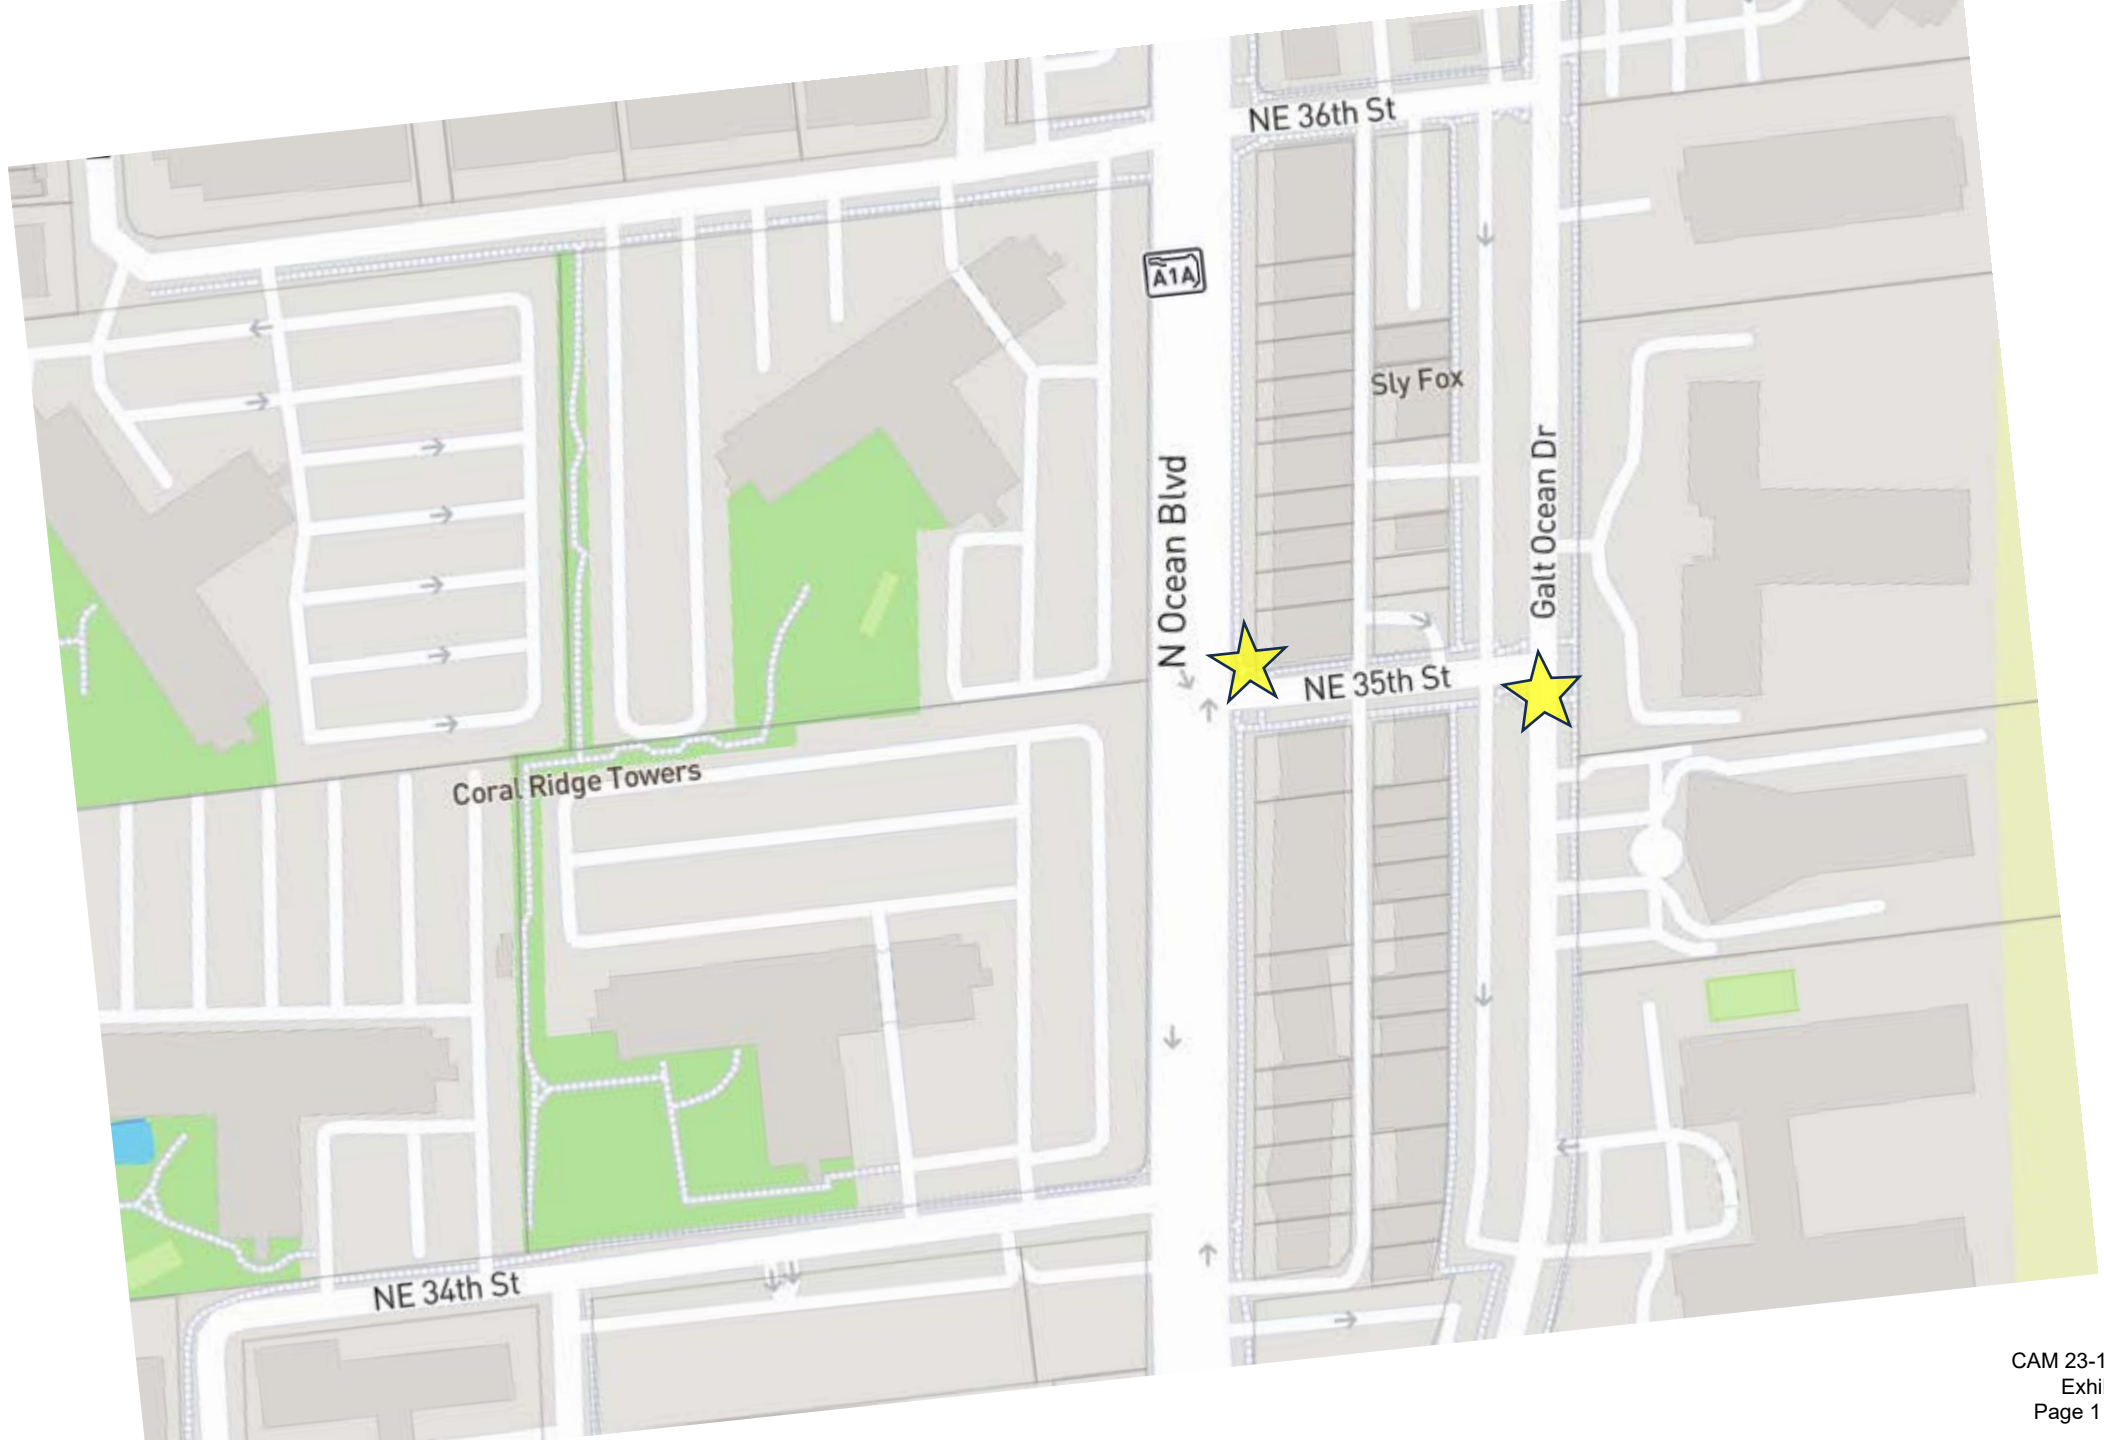 NE 36th St
A1A
Sly Fox
N Ocean Blvd
Galt Ocean Dr
NE 35th St
Coral Ridge Towers
NE 34th St
CAM 23-1
Page 1